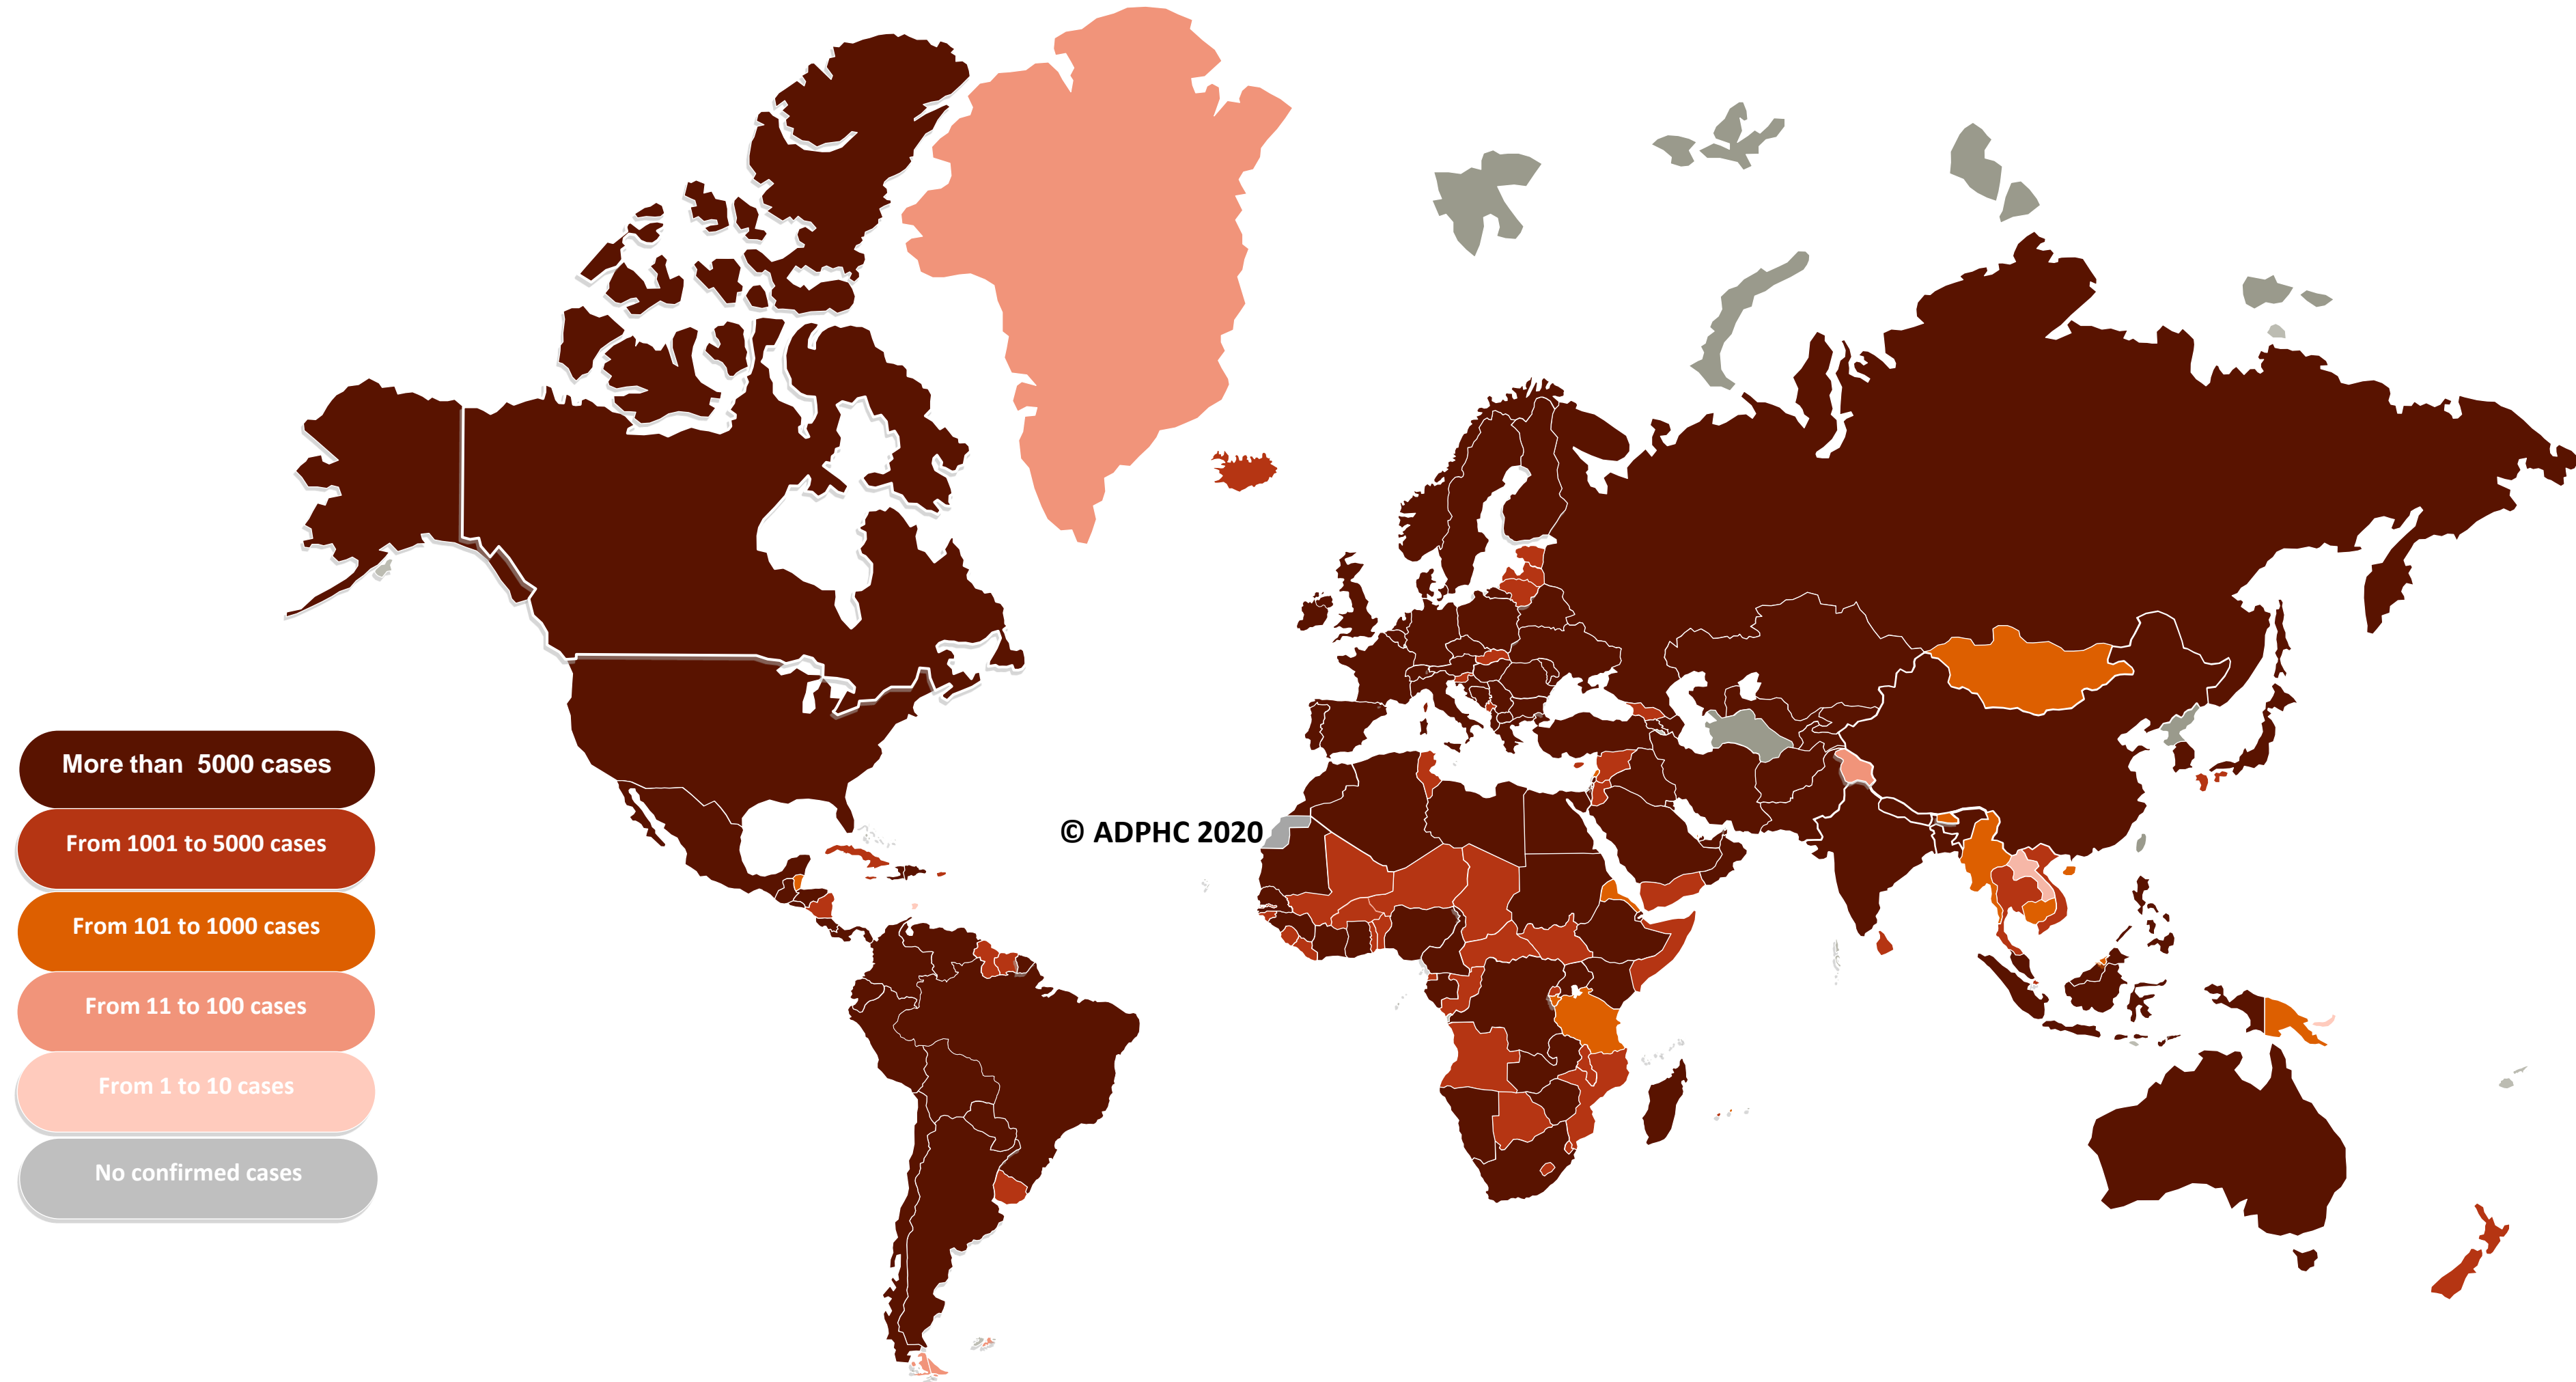 More than  5000 cases
From 1001 to 5000 cases
From 101 to 1000 cases
From 11 to 100 cases
From 1 to 10 cases
No confirmed cases
© ADPHC 2020